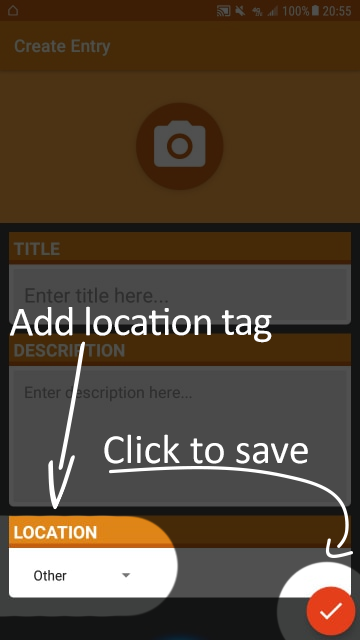 100% 20:55
Create Entry
TITLE
Enter title here...
Add location tag
DESCRIPTION
Enter description here...
Click to save
LOCATION
Other